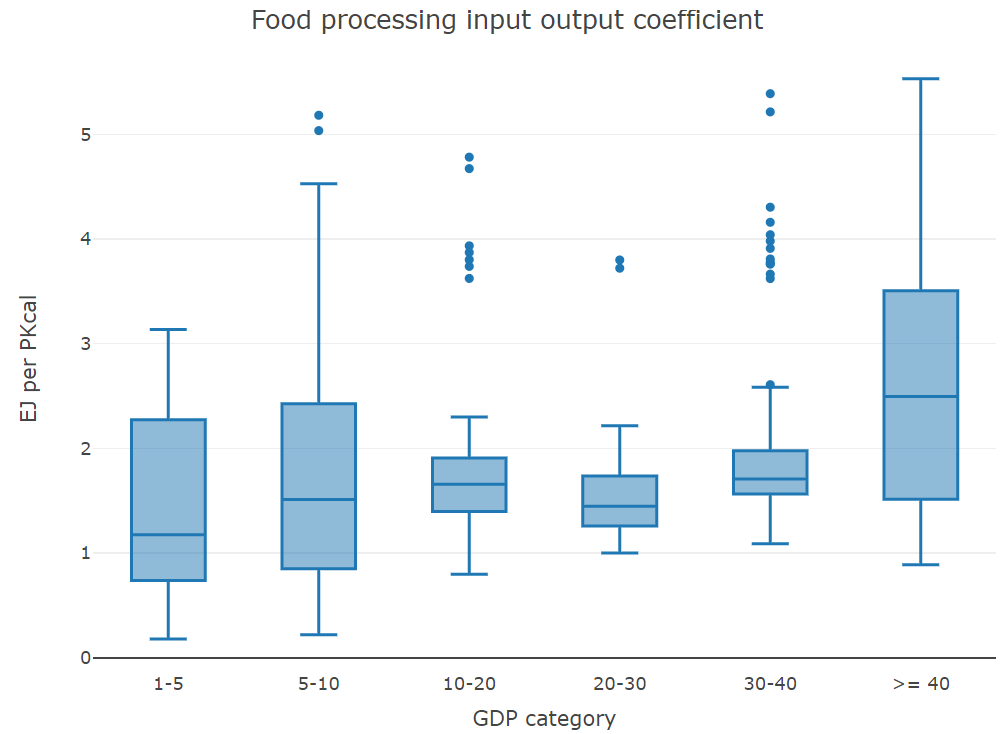 Food processing input output coefficient
EJ per PKcal
5
4
3
2
1
0
1-5 5-10 10-20 20-30 30-40 >= 40
GDP category